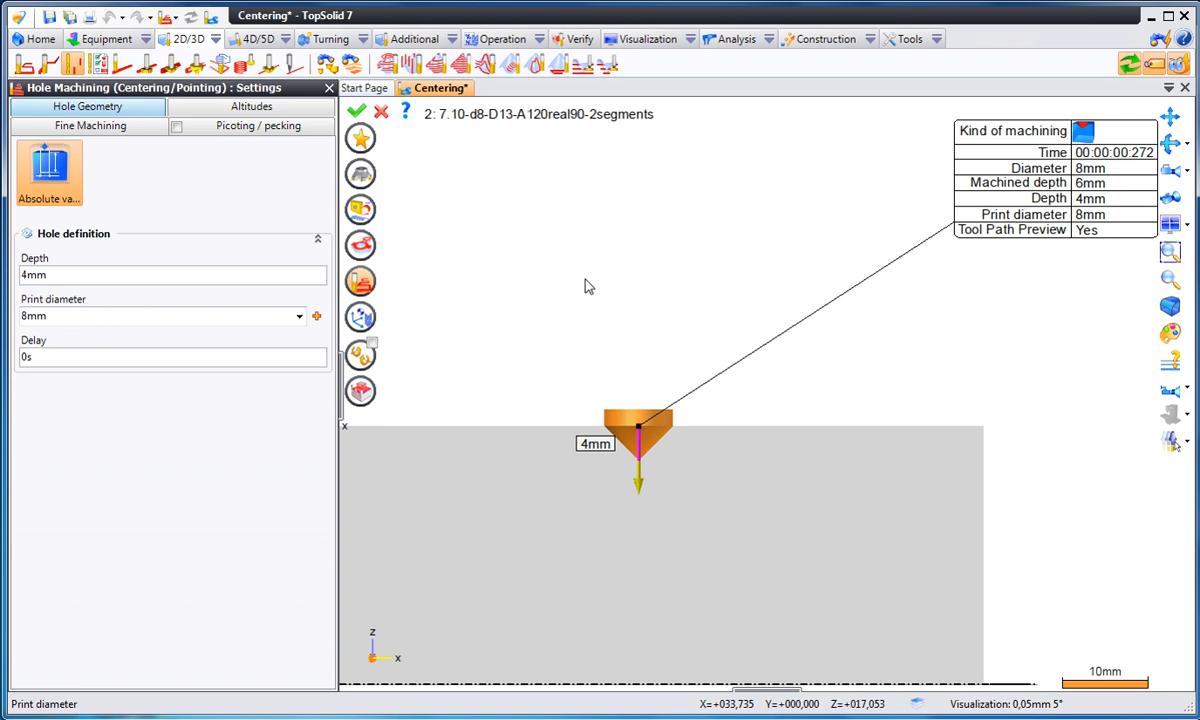 Centering* - TopSolid 7
Home Equipment 2D/3D 4D/5D Turning Additional Operation Verify Visualization Analysis Construction Tools
Hole Machining (Centering/Pointing) : Settings
Start Page Centering*
Hole Geometry Altitudes
Fine Machining Picoting / pecking
2: 7.10-d8-D13-A120real90-2segments
Absolute va...
Hole definition
Depth
4mm
Print diameter
8mm
Delay
0s
Kind of machining
Time 00:00:00:272
Diameter 8mm
Machined depth 6mm
Depth 4mm
Print diameter 8mm
Tool Path Preview Yes
x
4mm
z
x
10mm
Print diameter X=+033,735 Y=+000,000 Z=+017,053 Visualization: 0,05mm 5°